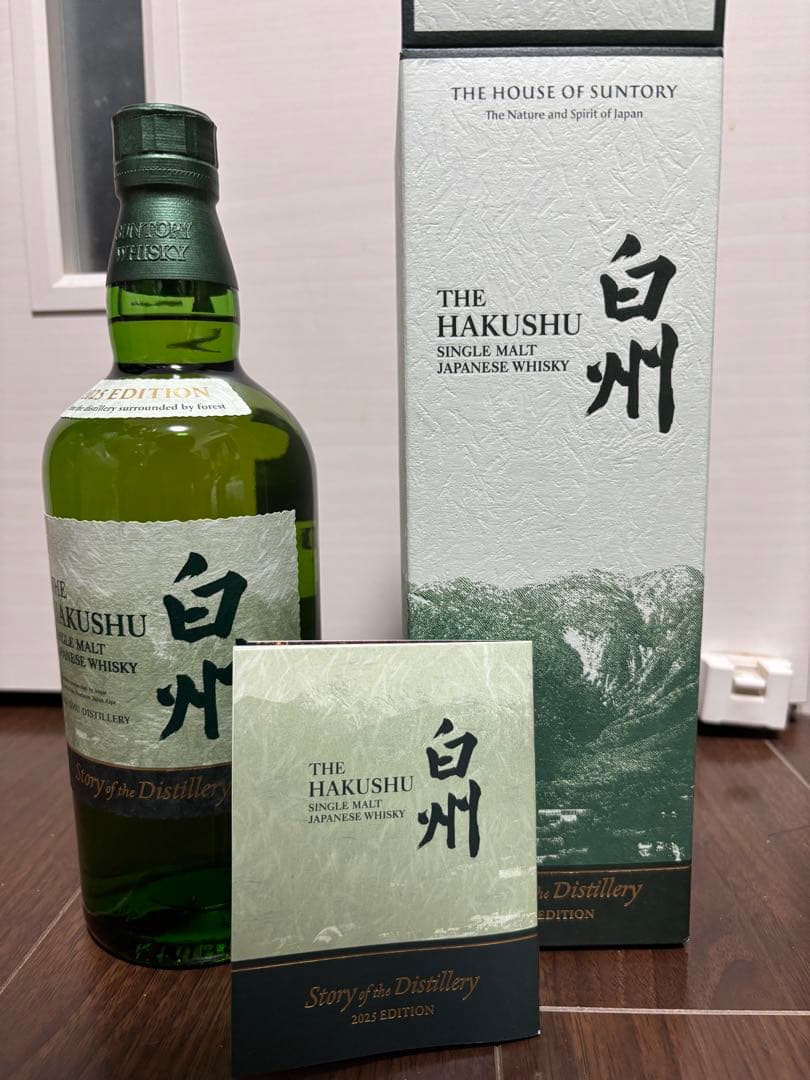 SUNTORY
WHISKY
2025 EDITION
the distillery surrounded by forest
THE
HAKUSHU
SINGLE MALT
JAPANESE WHISKY
白州
DISTILLERY
Story of the Distillery
THE HOUSE OF SUNTORY
The Nature and Spirit of Japan
THE
HAKUSHU
SINGLE MALT
JAPANESE WHISKY
白州
the Distillery
EDITION
THE
HAKUSHU
SINGLE MALT
JAPANESE WHISKY
白州
Story of the Distillery
2025 EDITION